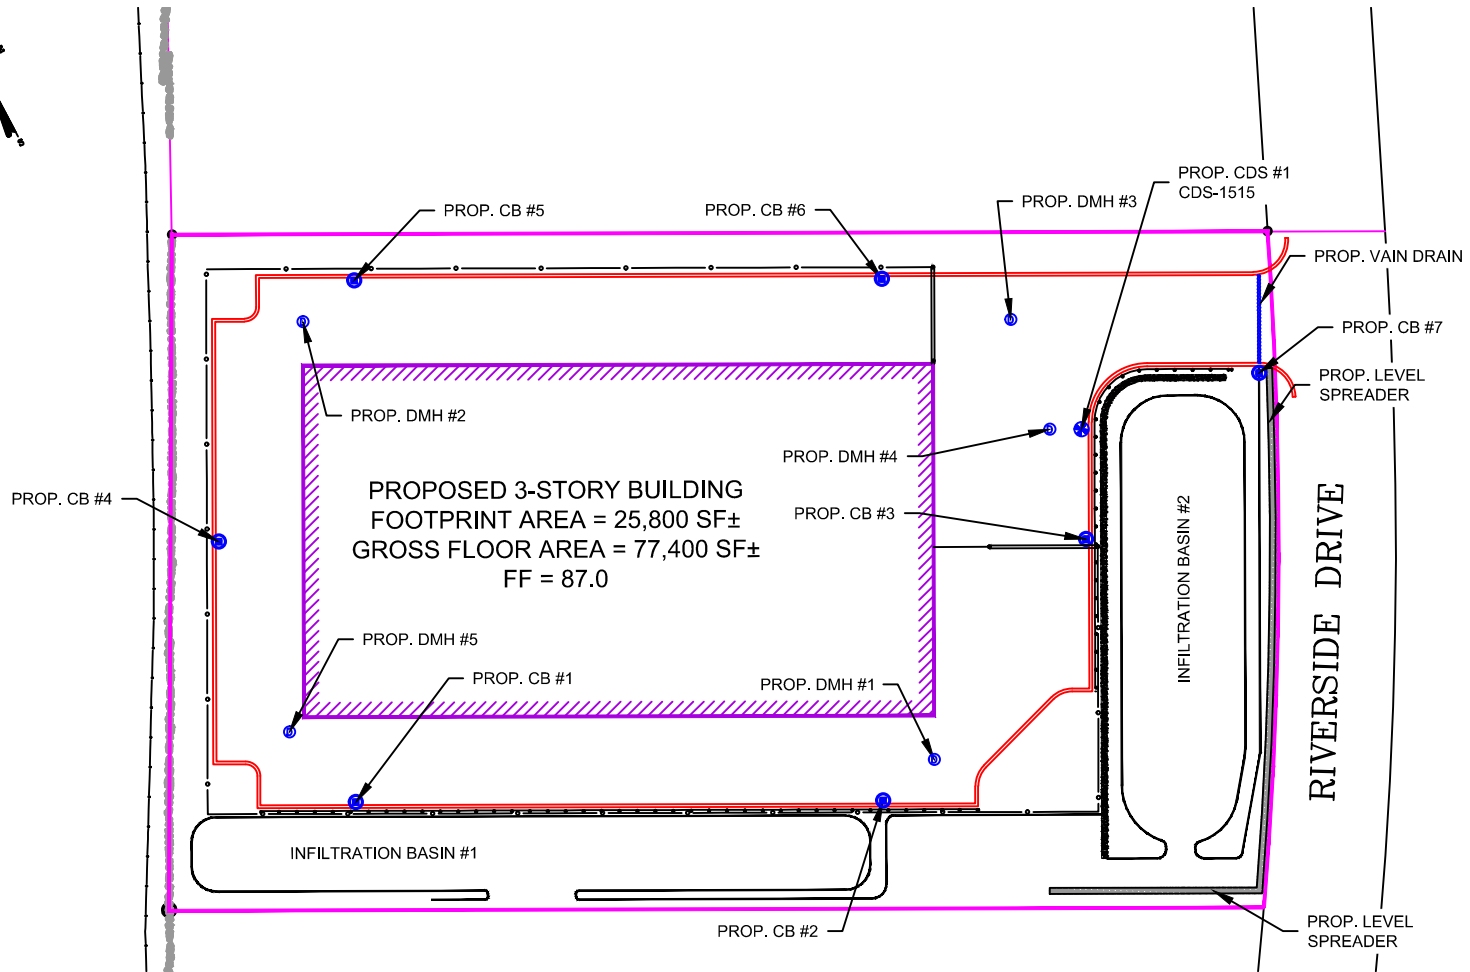 PROP. CDS #1
CDS-1515
PROP. CB #5
PROP. CB #6
PROP. DMH #3
PROP. VAIN DRAIN
PROP. CB #7
PROP. LEVEL
SPREADER
PROP. DMH #2
PROP. DMH #4
PROP. CB #4
PROP. CB #3
PROPOSED 3-STORY BUILDING
FOOTPRINT AREA = 25,800 SF±
GROSS FLOOR AREA = 77,400 SF±
FF = 87.0
INFILTRATION BASIN #2
RIVERSIDE DRIVE
PROP. DMH #5
PROP. CB #1
PROP. DMH #1
INFILTRATION BASIN #1
PROP. CB #2
PROP. LEVEL
SPREADER